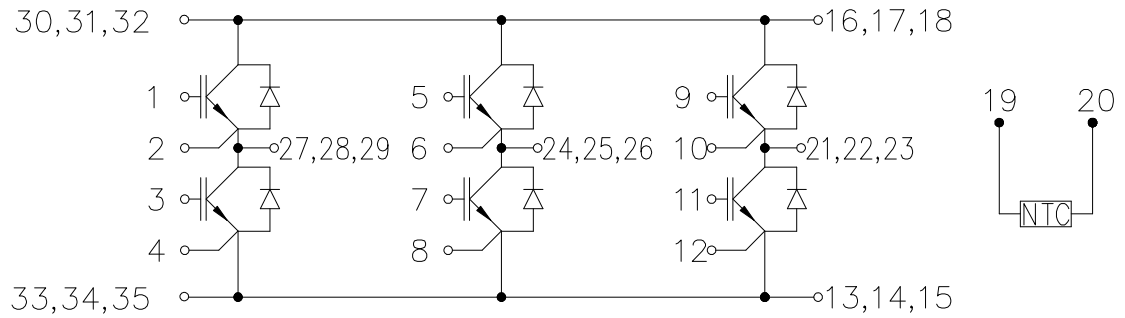 30,31,32 16,17,18
1 5 9 19 20
2 27,28,29 6 24,25,26 10 21,22,23
3 7 11 NTC
4 8 12
33,34,35 13,14,15